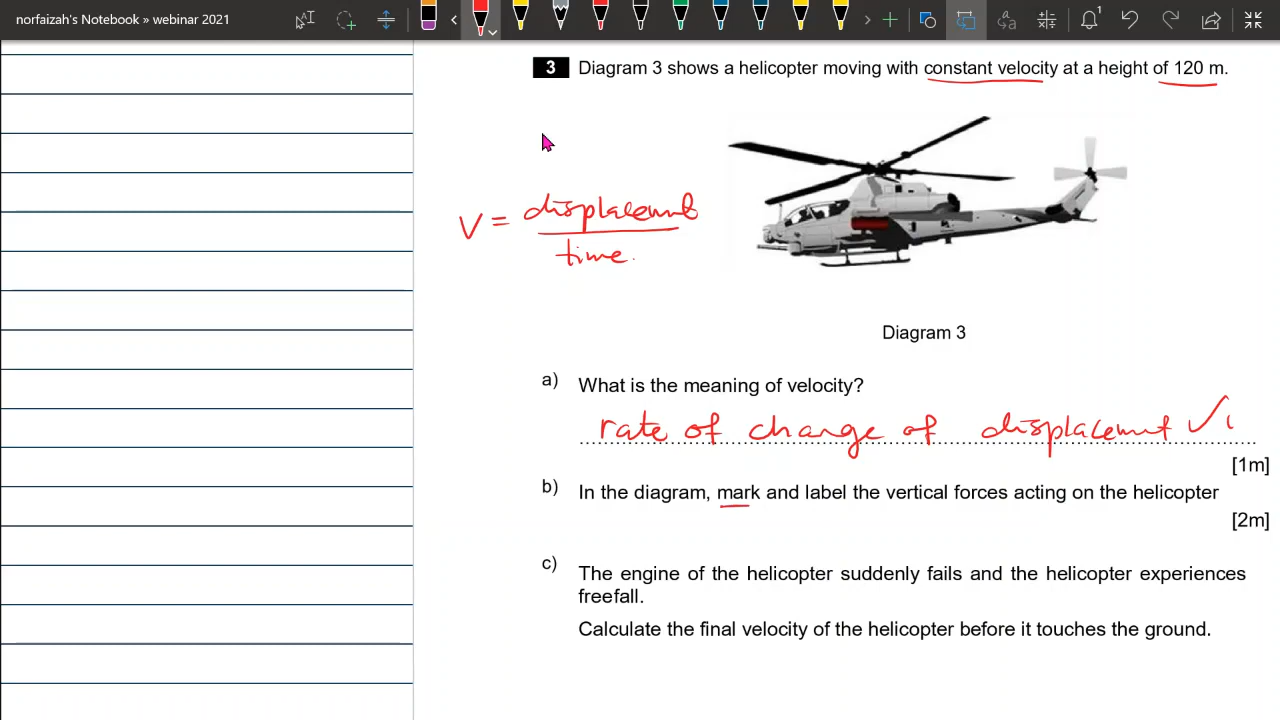 norfaizah's Notebook » webinar 2021
3 Diagram 3 shows a helicopter moving with constant velocity at a height of 120 m.
V = displacement
time.
Diagram 3
a) What is the meaning of velocity?
rate of change of displacement ✓1
[1m]
b) In the diagram, mark and label the vertical forces acting on the helicopter
[2m]
c) The engine of the helicopter suddenly fails and the helicopter experiences
freefall.
Calculate the final velocity of the helicopter before it touches the ground.